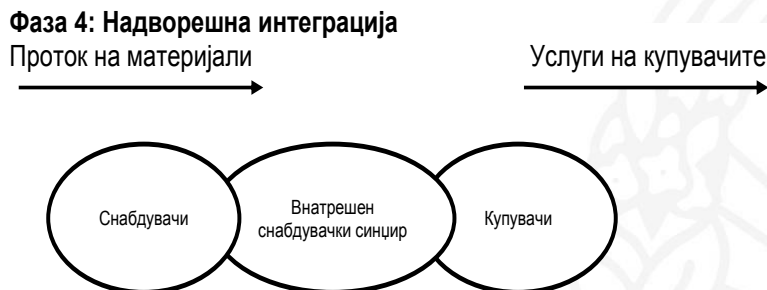 Фаза 4: Надворешна интеграција
Проток на материјали
Услуги на купувачите
Снабдувачи
Внатрешен
снабдувачки синџир
Купувачи